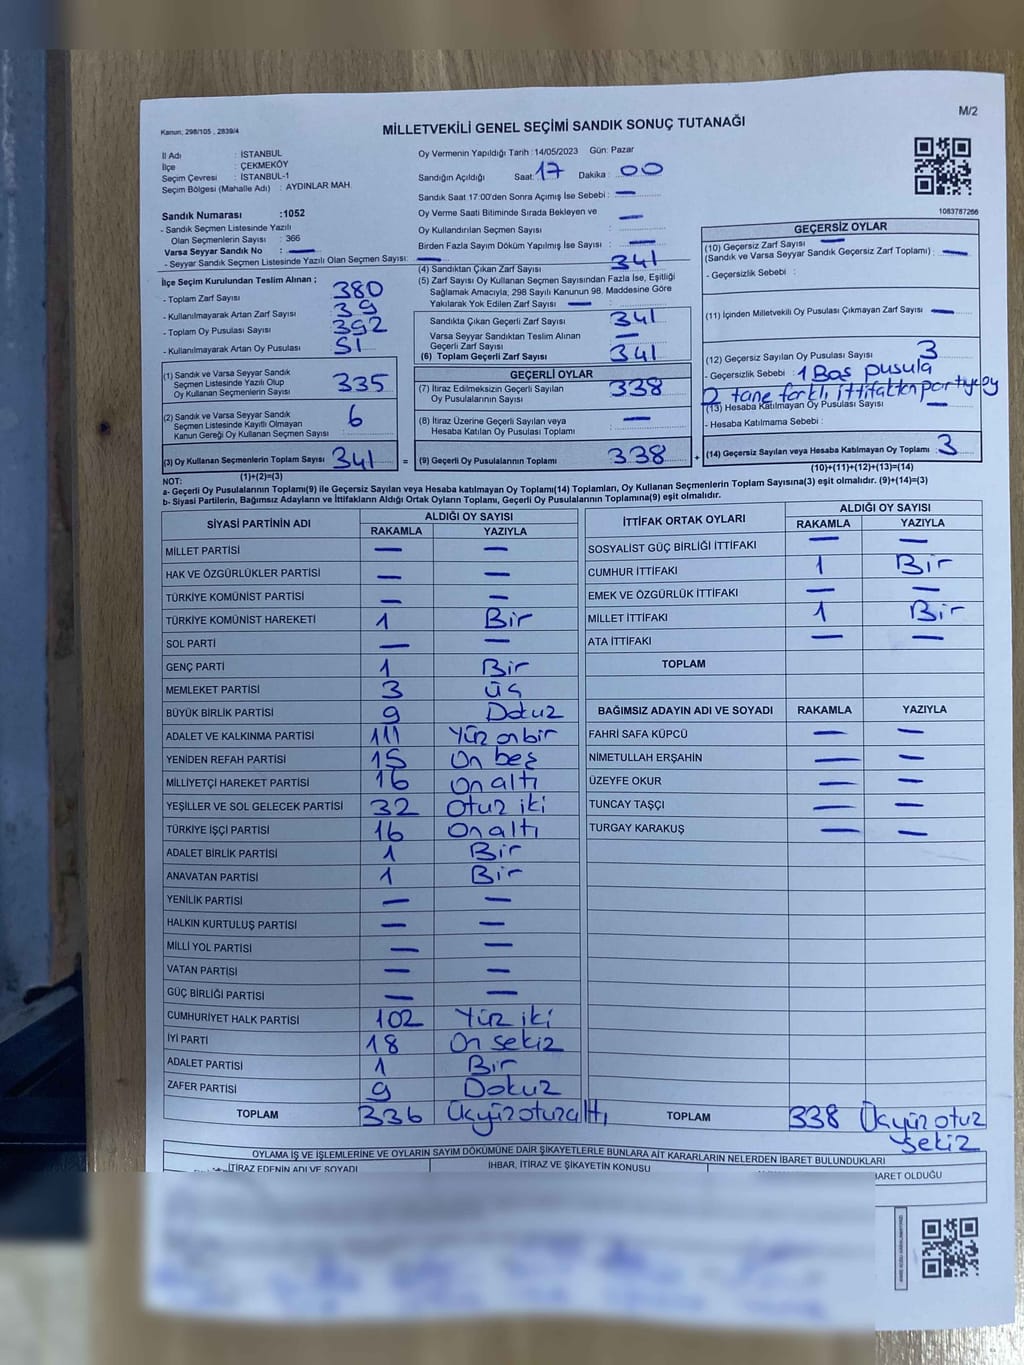 M/2
Kanun; 298/105 , 2839/4
MİLLETVEKİLİ GENEL SEÇİMİ SANDIK SONUÇ TUTANAĞI
İl Adı : İSTANBUL
İlçe : ÇEKMEKÖY
Seçim Çevresi : İSTANBUL-1
Seçim Bölgesi (Mahalle Adı) : AYDINLAR MAH.
Sandık Numarası :1052
- Sandık Seçmen Listesinde Yazılı
Olan Seçmenlerin Sayısı : 366
Varsa Seyyar Sandık No : —
- Seyyar Sandık Seçmen Listesinde Yazılı Olan Seçmen Sayısı: —
Oy Vermenin Yapıldığı Tarih :14/05/2023 Gün: Pazar
Sandığın Açıldığı Saat: 17 Dakika : 00
Sandık Saat 17:00'den Sonra Açımış İse Sebebi : —
Oy Verme Saati Bitiminde Sırada Bekleyen ve —
Oy Kullandırılan Seçmen Sayısı :
Birden Fazla Sayım Döküm Yapılmış İse Sayısı : —
1083787266
İlçe Seçim Kurulundan Teslim Alınan ;
- Toplam Zarf Sayısı : 380
- Kullanılmayarak Artan Zarf Sayısı : 39
- Toplam Oy Pusulası Sayısı : 392
- Kullanılmayarak Artan Oy Pusulası : 51
(1) Sandık ve Varsa Seyyar Sandık
Seçmen Listesinde Yazılı Olup
Oy Kullanan Seçmenlerin Sayısı 335
(2) Sandık ve Varsa Seyyar Sandık
Seçmen Listesinde Kayıtlı Olmayan
Kanun Gereği Oy Kullanan Seçmen Sayısı 6
(3) Oy Kullanan Seçmenlerin Toplam Sayısı 341 =
(1)+(2)=(3)
(4) Sandıktan Çıkan Zarf Sayısı : 341
(5) Zarf Sayısı Oy Kullanan Seçmen Sayısından Fazla İse, Eşitliği
Sağlamak Amacıyla, 298 Sayılı Kanunun 98. Maddesine Göre
Yakılarak Yok Edilen Zarf Sayısı — :
Sandıkta Çıkan Geçerli Zarf Sayısı 341
Varsa Seyyar Sandıktan Teslim Alınan
Geçerli Zarf Sayısı —
(6) Toplam Geçerli Zarf Sayısı 341
GEÇERLİ OYLAR
(7) İtiraz Edilmeksizin Geçerli Sayılan
Oy Pusulalarının Sayısı 338
(8) İtiraz Üzerine Geçerli Sayılan veya
Hesaba Katılan Oy Pusulası Toplamı —
(9) Geçerli Oy Pusulalarının Toplamı 338 +
GEÇERSİZ OYLAR
(10) Geçersiz Zarf Sayısı —
(Sandık ve Varsa Seyyar Sandık Geçersiz Zarf Toplamı) : —
- Geçersizlik Sebebi :
(11) İçinden Milletvekili Oy Pusulası Çıkmayan Zarf Sayısı : —
(12) Geçersiz Sayılan Oy Pusulası Sayısı : 3
- Geçersizlik Sebebi : 1 Boş pusula
2 tane farklı ittifaktan partiye oy
(13) Hesaba Katılmayan Oy Pusulası Sayısı : —
- Hesaba Katılmama Sebebi :
(14) Geçersiz Sayılan veya Hesaba Katılmayan Oy Toplamı : 3
(10)+(11)+(12)+(13)=(14)
NOT:
a- Geçerli Oy Pusulalarının Toplamı(9) ile Geçersiz Sayılan veya Hesaba Katılmayan Oy Toplamı(14) Toplamları, Oy Kullanan Seçmenlerin Toplam Sayısına(3) eşit olmalıdır. (9)+(14)=(3)
b- Siyasi Partilerin, Bağımsız Adayların ve İttifakların Aldığı Ortak Oyların Toplamı, Geçerli Oy Pusulalarının Toplamına(9) eşit olmalıdır.
SİYASİ PARTİNİN ADI ALDIĞI OY SAYISI
RAKAMLA YAZIYLA
MİLLET PARTİSİ — —
HAK VE ÖZGÜRLÜKLER PARTİSİ — —
TÜRKİYE KOMÜNİST PARTİSİ — —
TÜRKİYE KOMÜNİST HAREKETİ 1 Bir
SOL PARTİ — —
GENÇ PARTİ 1 Bir
MEMLEKET PARTİSİ 3 üç
BÜYÜK BİRLİK PARTİSİ 9 Dokuz
ADALET VE KALKINMA PARTİSİ 111 Yüz on bir
YENİDEN REFAH PARTİSİ 15 On beş
MİLLİYETÇİ HAREKET PARTİSİ 16 On altı
YEŞİLLER VE SOL GELECEK PARTİSİ 32 Otuz iki
TÜRKİYE İŞÇİ PARTİSİ 16 On altı
ADALET BİRLİK PARTİSİ 1 Bir
ANAVATAN PARTİSİ 1 Bir
YENİLİK PARTİSİ — —
HALKIN KURTULUŞ PARTİSİ — —
MİLLİ YOL PARTİSİ — —
VATAN PARTİSİ — —
GÜÇ BİRLİĞİ PARTİSİ — —
CUMHURİYET HALK PARTİSİ 102 Yüz iki
İYİ PARTİ 18 On sekiz
ADALET PARTİSİ 1 Bir
ZAFER PARTİSİ 9 Dokuz
TOPLAM 336 Üçyüz otuz altı
İTTİFAK ORTAK OYLARI ALDIĞI OY SAYISI
RAKAMLA YAZIYLA
SOSYALİST GÜÇ BİRLİĞİ İTTİFAKI — —
CUMHUR İTTİFAKI 1 Bir
EMEK VE ÖZGÜRLÜK İTTİFAKI — —
MİLLET İTTİFAKI 1 Bir
ATA İTTİFAKI — —
TOPLAM
BAĞIMSIZ ADAYIN ADI VE SOYADI RAKAMLA YAZIYLA
FAHRİ SAFA KÜPCÜ — —
NİMETULLAH ERŞAHİN — —
ÜZEYFE OKUR — —
TUNCAY TAŞÇI — —
TURGAY KARAKUŞ — —
TOPLAM 338 Üçyüz otuz
sekiz
OYLAMA İŞ VE İŞLEMLERİNE VE OYLARIN SAYIM DÖKÜMÜNE DAİR ŞİKAYETLERLE BUNLARA AİT KARARLARIN NELERDEN İBARET BULUNDUKLARI
İTİRAZ EDENİN ADI VE SOYADI İHBAR, İTİRAZ VE ŞİKAYETİN KONUSU